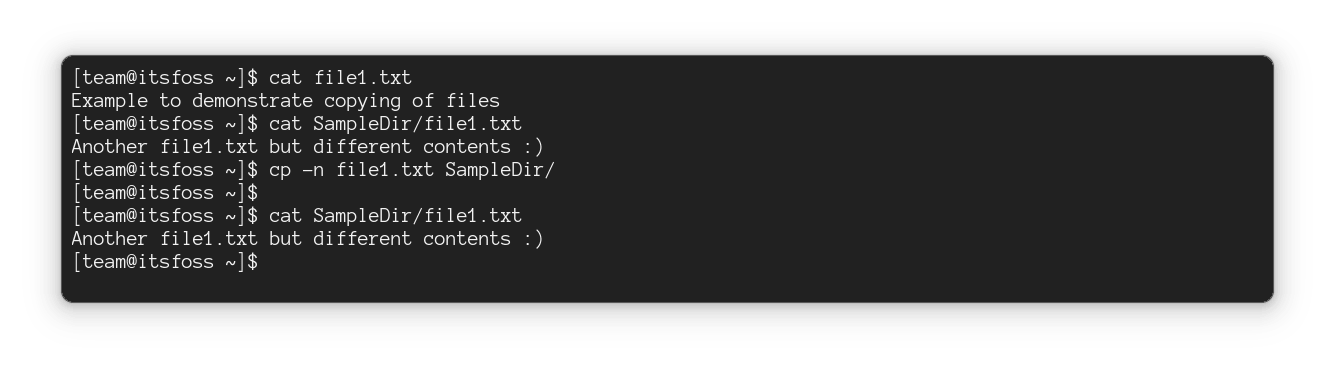 [team@itsfoss ~]$ cat file1.txt
Example to demonstrate copying of files
[team@itsfoss ~]$ cat SampleDir/file1.txt
Another file1.txt but different contents :)
[team@itsfoss ~]$ cp -n file1.txt SampleDir/
[team@itsfoss ~]$
[team@itsfoss ~]$ cat SampleDir/file1.txt
Another file1.txt but different contents :)
[team@itsfoss ~]$